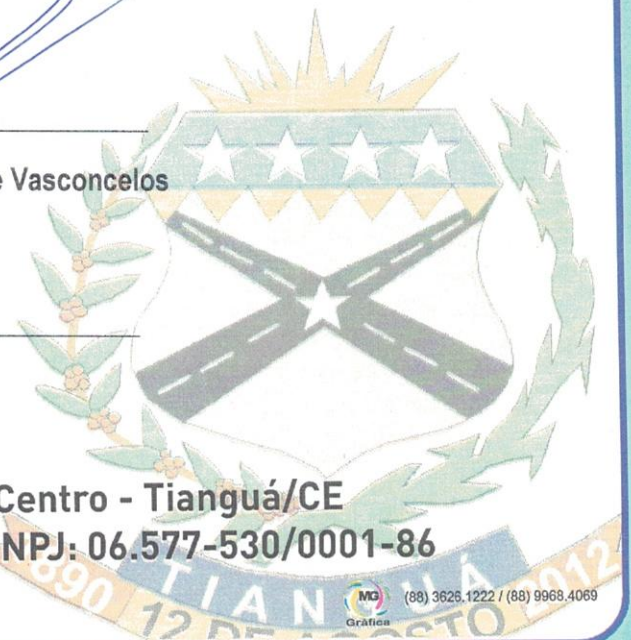 e Vasconcelos
Centro - Tianguá/CE
NPJ: 06.577-530/0001-86
890 TIANGUÁ 2012
12 DE AGOSTO
MG
Gráfica
(88) 3626.1222 / (88) 9968.4069